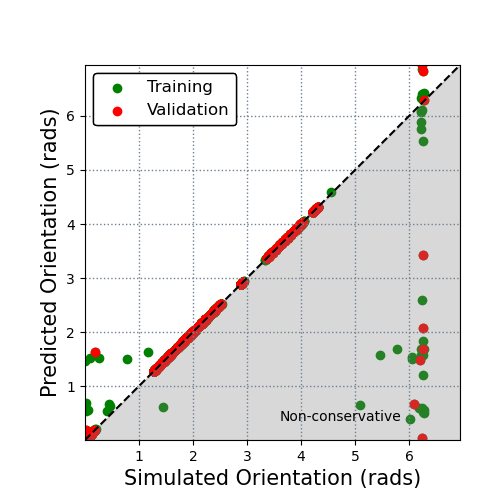 Training
Validation
Predicted Orientation (rads)
6
5
4
3
2
1
Non-conservative
1 2 3 4 5 6
Simulated Orientation (rads)